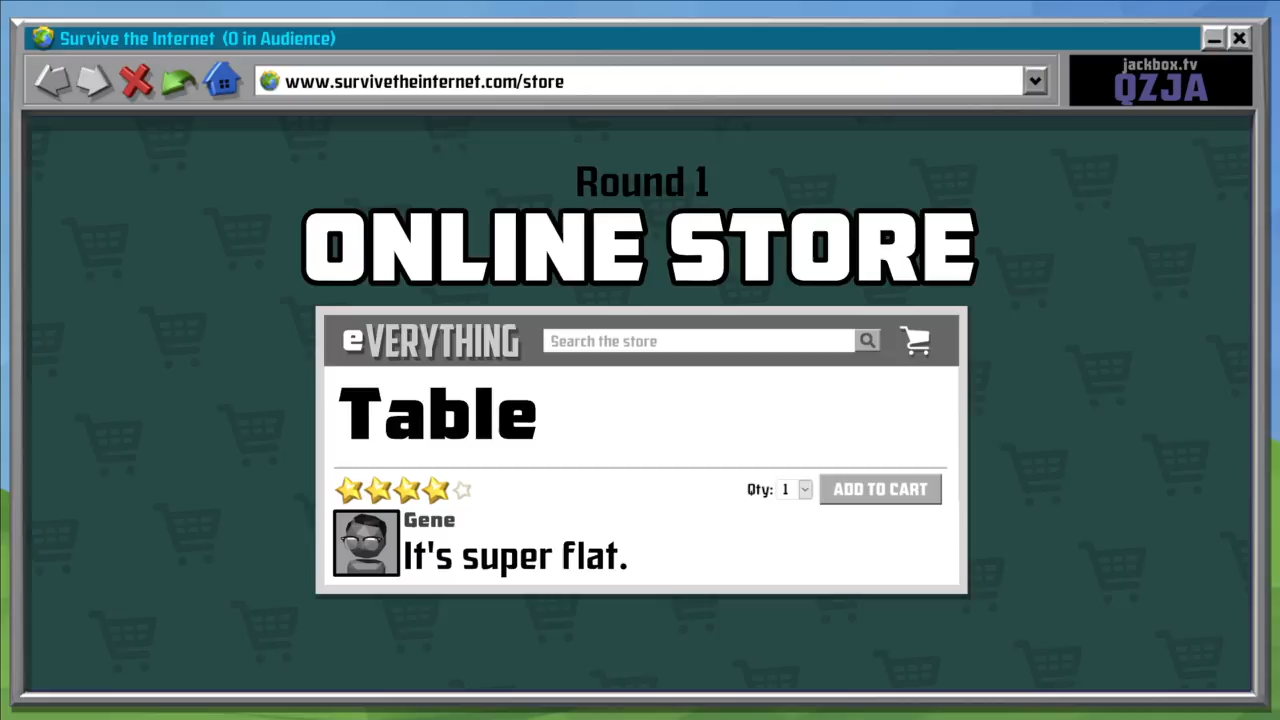 Survive the Internet (0 in Audience)
www.survivetheinternet.com/store
jackbox.tv
QZJA
Round 1
ONLINE STORE
eVERYTHING
Search the store
Table
Qty: 1
ADD TO CART
Gene
It's super flat.